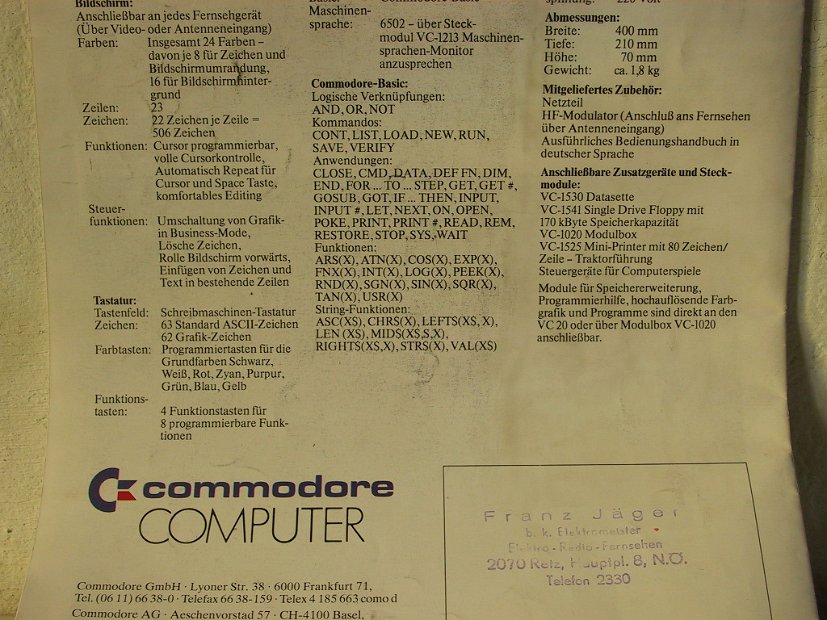 Bildschirm:
Anschließbar an jedes Fernsehgerät
(Über Video- oder Antenneneingang)
Farben: Insgesamt 24 Farben –
davon je 8 für Zeichen und
Bildschirmumrandung,
16 für Bildschirmhinter-
grund
Zeilen: 23
Zeichen: 22 Zeichen je Zeile =
506 Zeichen
Funktionen: Cursor programmierbar,
volle Cursorkontrolle,
Automatisch Repeat für
Cursor und Space Taste,
komfortables Editing
Steuer-
funktionen: Umschaltung von Grafik-
in Business-Mode,
Lösche Zeichen,
Rolle Bildschirm vorwärts,
Einfügen von Zeichen und
Text in bestehende Zeilen
Tastatur:
Tastenfeld: Schreibmaschinen-Tastatur
Zeichen: 63 Standard ASCII-Zeichen
62 Grafik-Zeichen
Farbtasten: Programmiertasten für die
Grundfarben Schwarz,
Weiß, Rot, Zyan, Purpur,
Grün, Blau, Gelb
Funktions-
tasten: 4 Funktionstasten für
8 programmierbare Funk-
tionen
Maschinen-
sprache: 6502 – über Steck-
modul VC-1213 Maschinen-
sprachen-Monitor
anzusprechen
Commodore-Basic:
Logische Verknüpfungen:
AND, OR, NOT
Kommandos:
CONT, LIST, LOAD, NEW, RUN,
SAVE, VERIFY
Anwendungen:
CLOSE, CMD, DATA, DEF FN, DIM,
END, FOR ... TO ... STEP, GET, GET #,
GOSUB, GOT, IF ... THEN, INPUT,
INPUT #, LET, NEXT, ON, OPEN,
POKE, PRINT, PRINT #, READ, REM,
RESTORE, STOP, SYS, WAIT
Funktionen:
ARS(X), ATN(X), COS(X), EXP(X),
FNX(X), INT(X), LOG(X), PEEK(X),
RND(X), SGN(X), SIN(X), SQR(X),
TAN(X), USR(X)
String-Funktionen:
ASC(X$), CHR$(X), LEFT$(X$, X),
LEN (X$), MID$(X$,S,X),
RIGHT$(X$,X), STR$(X), VAL(X$)
Abmessungen:
Breite: 400 mm
Tiefe: 210 mm
Höhe: 70 mm
Gewicht: ca. 1,8 kg
Mitgeliefertes Zubehör:
Netzteil
HF-Modulator (Anschluß ans Fernsehen
über Antenneneingang)
Ausführliches Bedienungshandbuch in
deutscher Sprache
Anschließbare Zusatzgeräte und Steck-
module:
VC-1530 Datasette
VC-1541 Single Drive Floppy mit
170 kByte Speicherkapazität
VC-1020 Modulbox
VC-1525 Mini-Printer mit 80 Zeichen/
Zeile – Traktorführung
Steuergeräte für Computerspiele
Module für Speichererweiterung,
Programmierhilfe, hochauflösende Farb-
grafik und Programme sind direkt an den
VC 20 oder über Modulbox VC-1020
anschließbar.
commodore
COMPUTER
Commodore GmbH · Lyoner Str. 38 · 6000 Frankfurt 71,
Tel. (06 11) 66 38-0 · Telefax 66 38-159 · Telex 4 185 663 como d
Commodore AG · Aeschenvorstad 57 · CH-4100 Basel,
Franz Jäger
b. k. Elektromeister
Elektro - Radio - Fernsehen
2070 Retz, Hauptpl. 8, N.Ö.
Telefon 2330